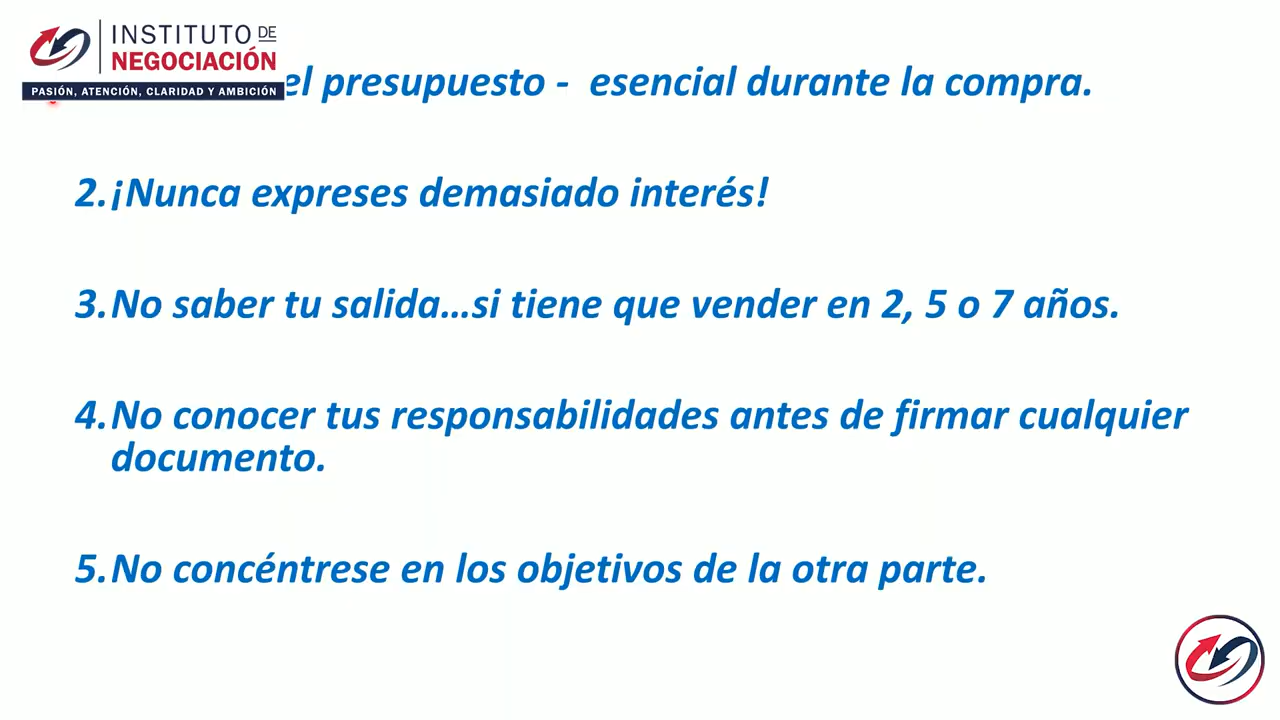 INSTITUTO DE
NEGOCIACIÓN
PASIÓN, ATENCIÓN, CLARIDAD Y AMBICIÓN
el presupuesto - esencial durante la compra.
2. ¡Nunca expreses demasiado interés!
3. No saber tu salida...si tiene que vender en 2, 5 o 7 años.
4. No conocer tus responsabilidades antes de firmar cualquier
documento.
5. No concéntrese en los objetivos de la otra parte.